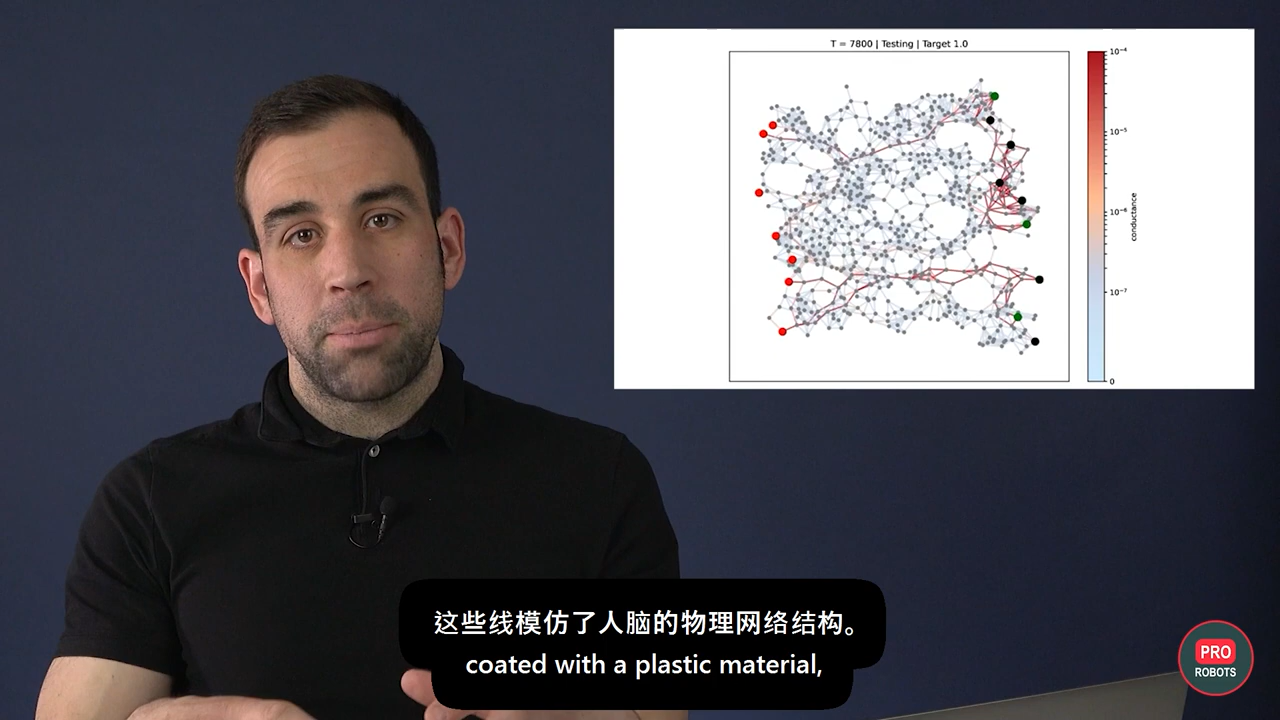 T = 7800 | Testing | Target 1.0
10⁻⁴
10⁻⁵
10⁻⁶
10⁻⁷
0
conductance
这些线模仿了人脑的物理网络结构。
coated with a plastic material,
PRO
ROBOTS